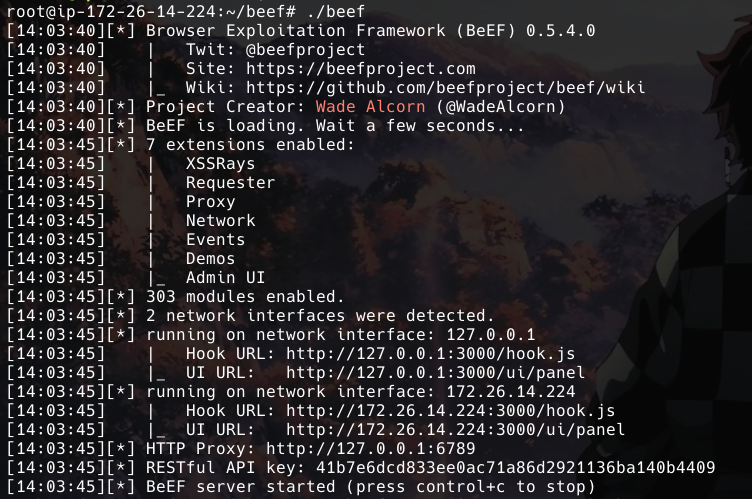 root@ip-172-26-14-224:~/beef# ./beef
[14:03:40][*] Browser Exploitation Framework (BeEF) 0.5.4.0
[14:03:40]    |   Twit: @beefproject
[14:03:40]    |   Site: https://beefproject.com
[14:03:40]    |_  Wiki: https://github.com/beefproject/beef/wiki
[14:03:40][*] Project Creator: Wade Alcorn (@WadeAlcorn)
[14:03:40][*] BeEF is loading. Wait a few seconds...
[14:03:45][*] 7 extensions enabled:
[14:03:45]    |   XSSRays
[14:03:45]    |   Requester
[14:03:45]    |   Proxy
[14:03:45]    |   Network
[14:03:45]    |   Events
[14:03:45]    |   Demos
[14:03:45]    |_  Admin UI
[14:03:45][*] 303 modules enabled.
[14:03:45][*] 2 network interfaces were detected.
[14:03:45][*] running on network interface: 127.0.0.1
[14:03:45]    |   Hook URL: http://127.0.0.1:3000/hook.js
[14:03:45]    |_  UI URL:   http://127.0.0.1:3000/ui/panel
[14:03:45][*] running on network interface: 172.26.14.224
[14:03:45]    |   Hook URL: http://172.26.14.224:3000/hook.js
[14:03:45]    |_  UI URL:   http://172.26.14.224:3000/ui/panel
[14:03:45][*] HTTP Proxy: http://127.0.0.1:6789
[14:03:45][*] RESTful API key: 41b7e6dcd833ee0ac71a86d2921136ba140b4409
[14:03:45][*] BeEF server started (press control+c to stop)